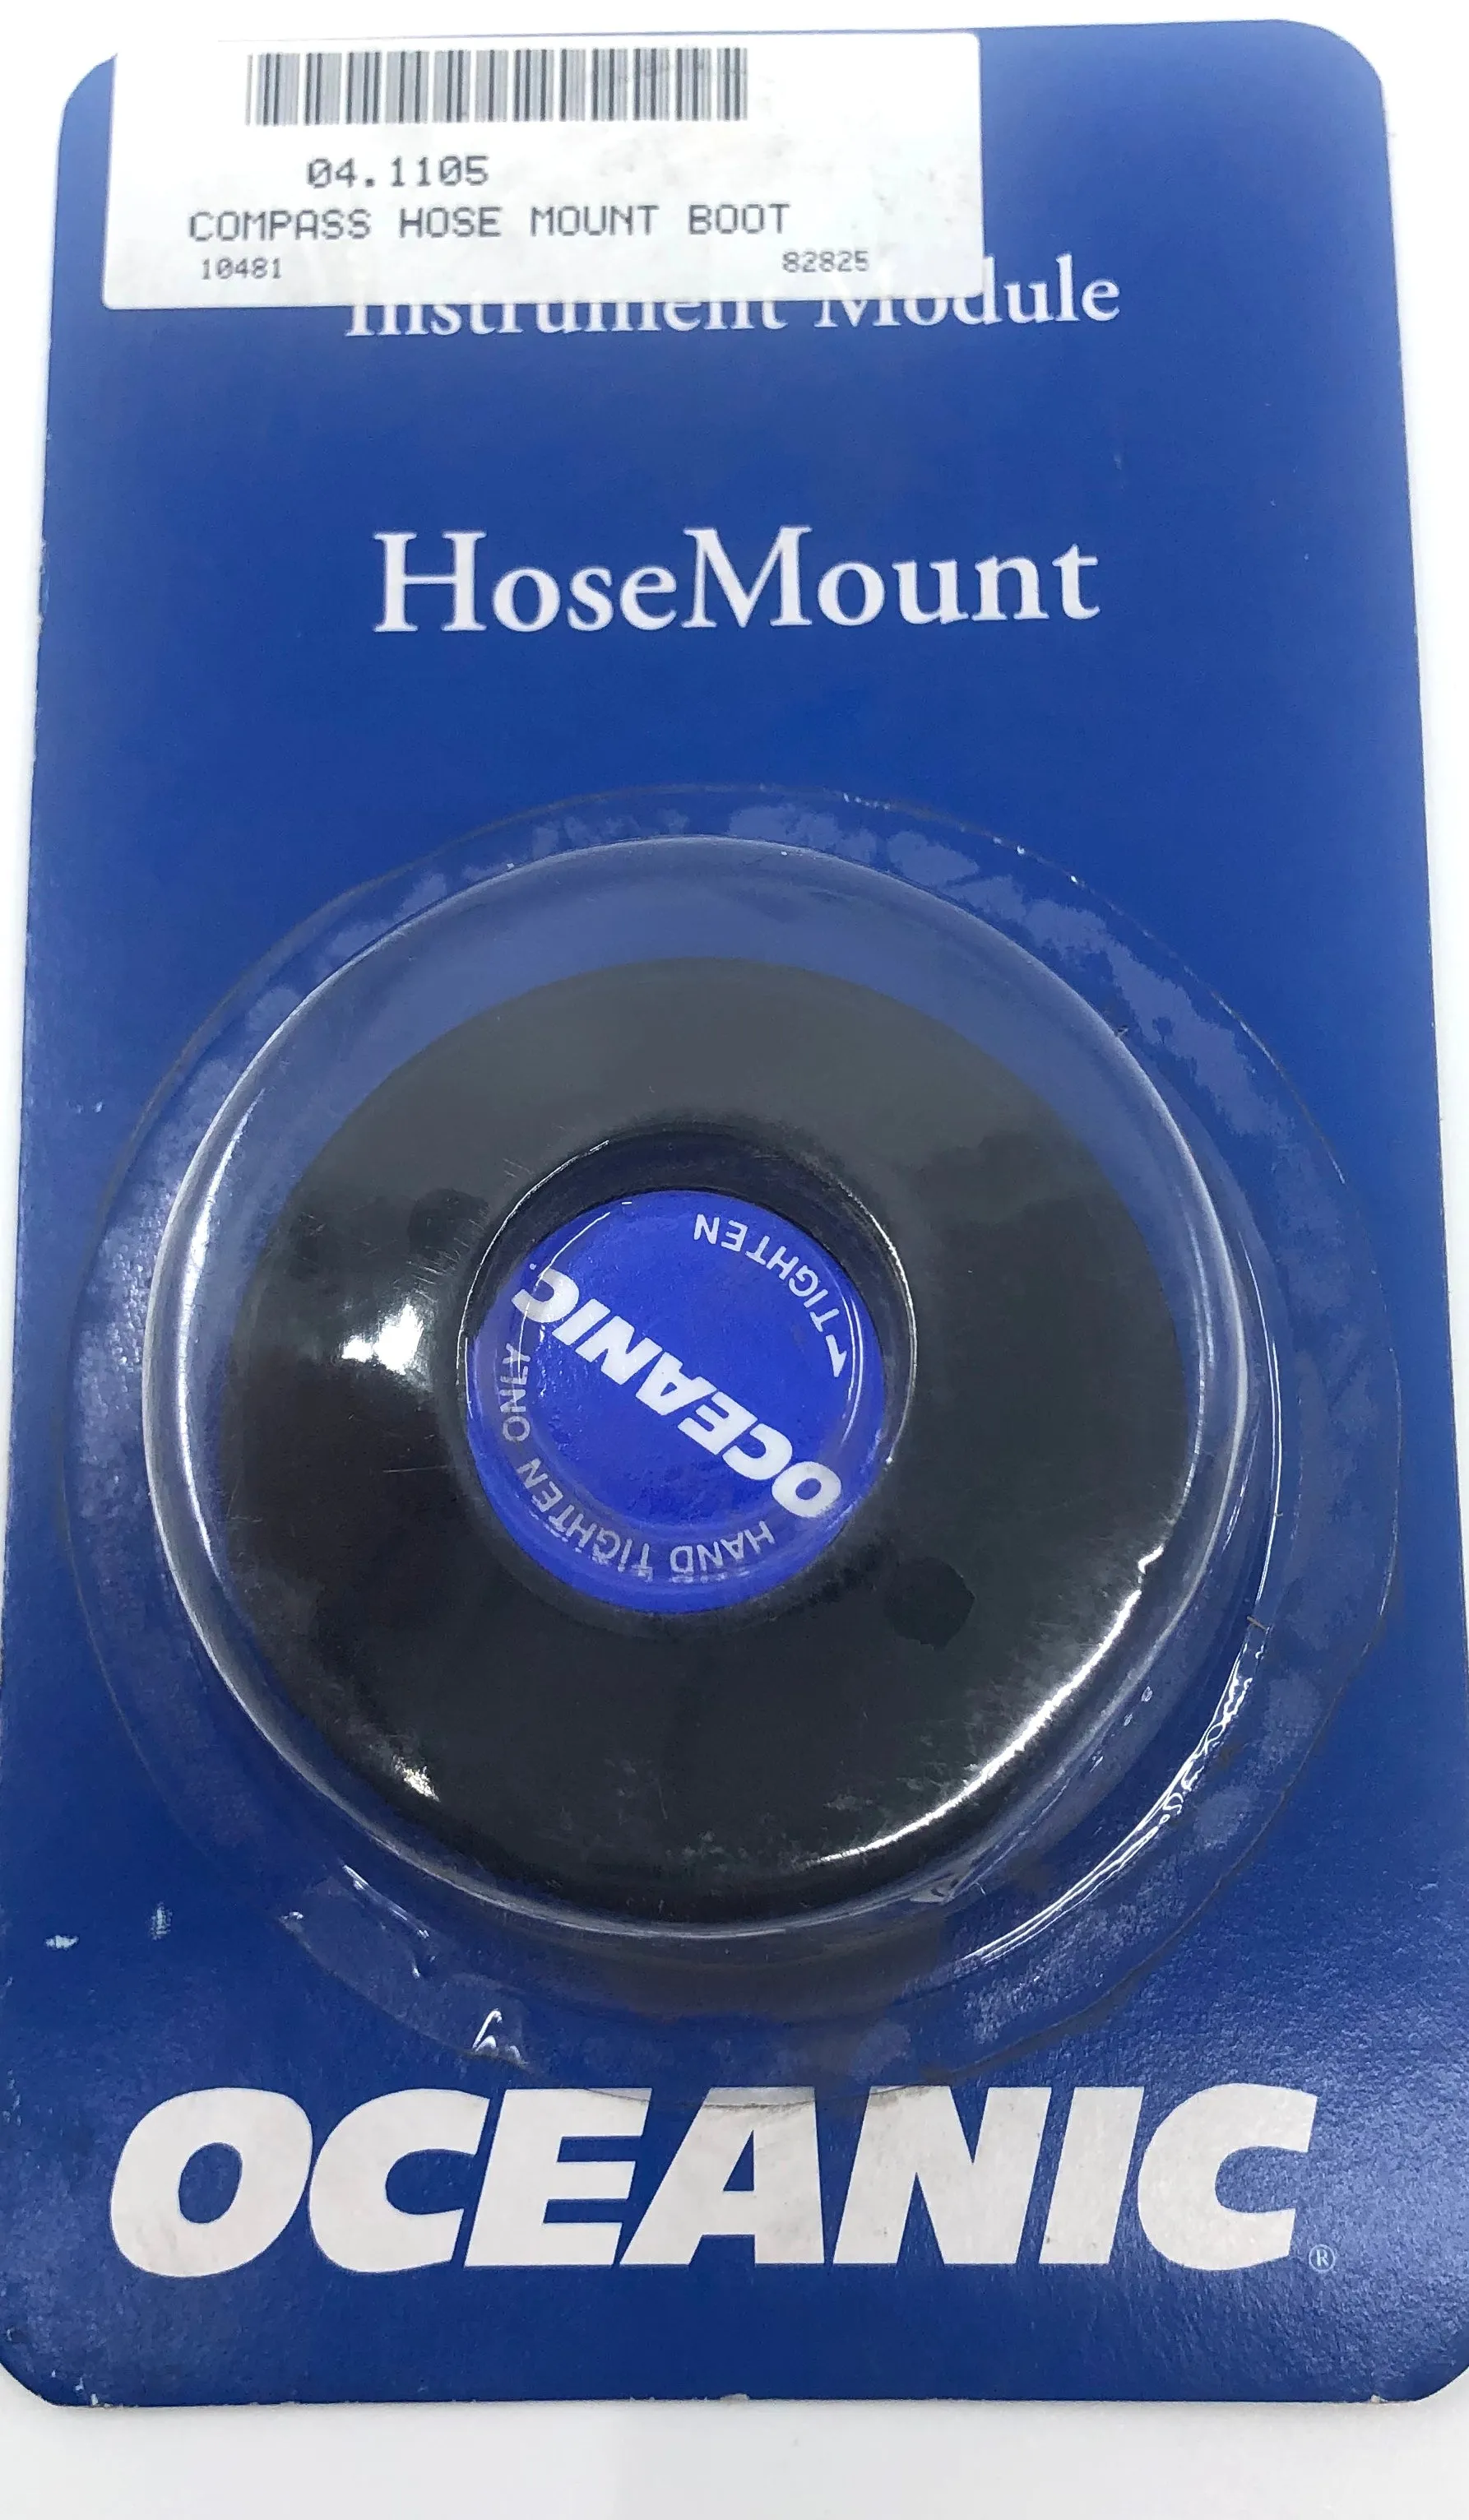 04.1105
COMPASS HOSE MOUNT BOOT
10481 82825
Instrument Module
HoseMount
TIGHTEN
OCEANIC
HAND TIGHTEN ONLY
OCEANIC®